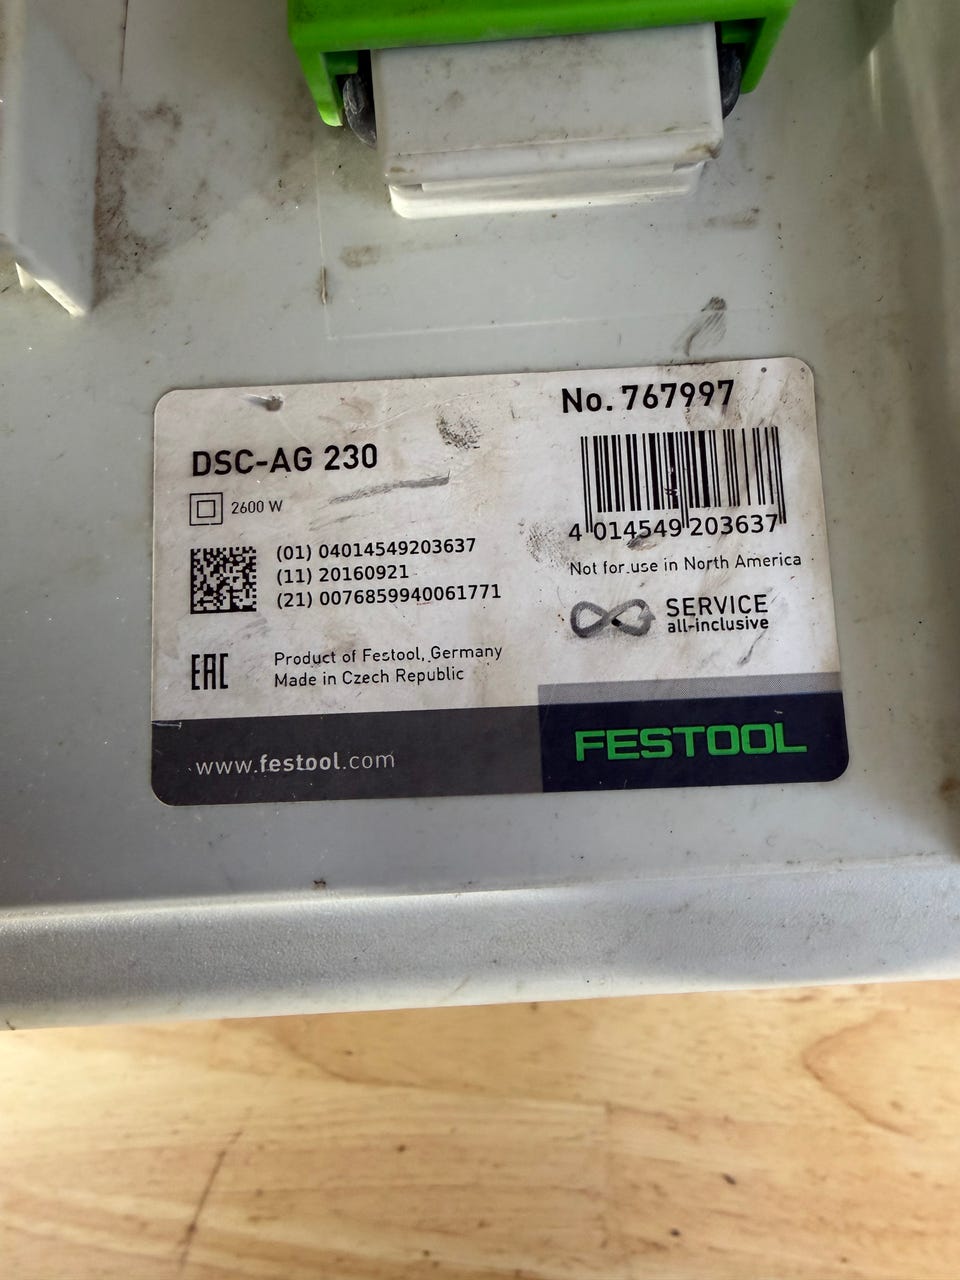 No. 767997
DSC-AG 230
2600 W
4 014549 203637
(01) 04014549203637
(11) 20160921
(21) 0076859940061771
Not for use in North America
SERVICE
all-inclusive
EAC
Product of Festool, Germany
Made in Czech Republic
www.festool.com
FESTOOL